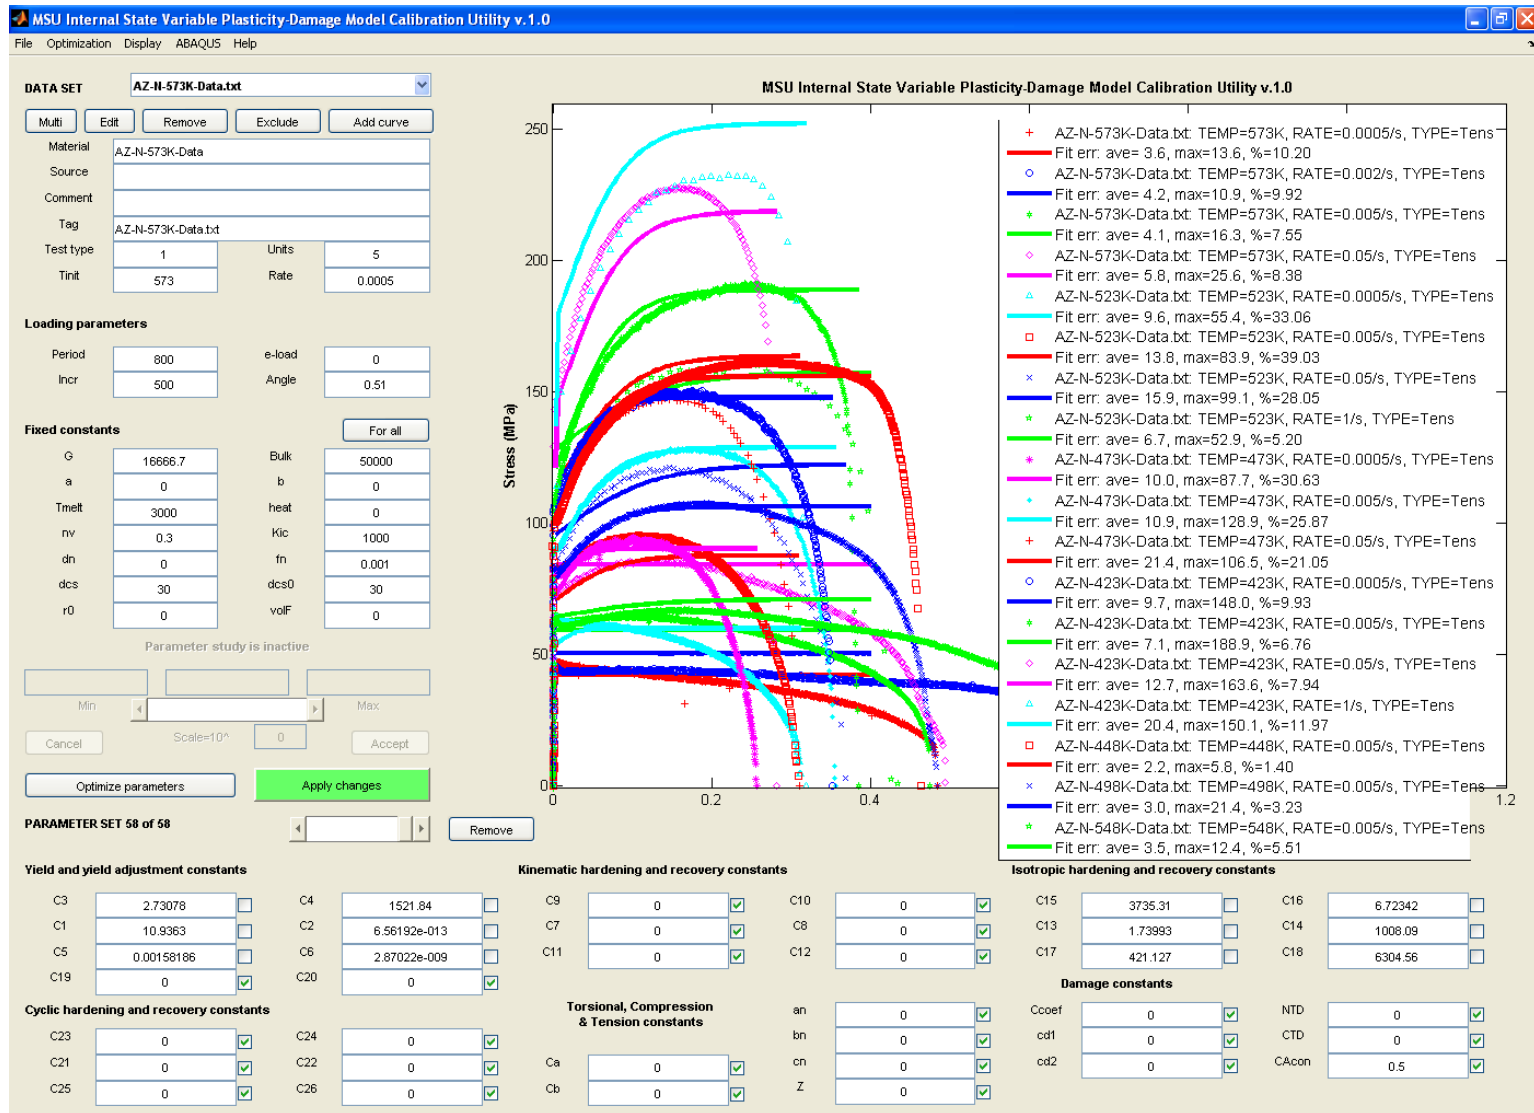 MSU Internal State Variable Plasticity-Damage Model Calibration Utility v.1.0
File Optimization Display ABAQUS Help
DATA SET AZ-N-573K-Data.txt
Multi Edit Remove Exclude Add curve
Material AZ-N-573K-Data
Source
Comment
Tag AZ-N-573K-Data.txt
Test type 1 Units 5
Tinit 573 Rate 0.0005
Loading parameters
Period 800 e-load 0
Incr 500 Angle 0.51
Fixed constants For all
G 16666.7 Bulk 50000
a 0 b 0
Tmelt 3000 heat 0
nv 0.3 Kic 1000
dn 0 fn 0.001
dcs 30 dcs0 30
r0 0 volF 0
Parameter study is inactive
Min Max
Cancel Scale=10^ 0 Accept
Optimize parameters Apply changes
PARAMETER SET 58 of 58 Remove
MSU Internal State Variable Plasticity-Damage Model Calibration Utility v.1.0
Stress (MPa)
250
200
150
100
50
0
0 0.2 0.4 1.2
AZ-N-573K-Data.txt: TEMP=573K, RATE=0.0005/s, TYPE=Tens
Fit err: ave= 3.6, max=13.6, %=10.20
AZ-N-573K-Data.txt: TEMP=573K, RATE=0.002/s, TYPE=Tens
Fit err: ave= 4.2, max=10.9, %=9.92
AZ-N-573K-Data.txt: TEMP=573K, RATE=0.005/s, TYPE=Tens
Fit err: ave= 4.1, max=16.3, %=7.55
AZ-N-573K-Data.txt: TEMP=573K, RATE=0.05/s, TYPE=Tens
Fit err: ave= 5.8, max=25.6, %=8.38
AZ-N-523K-Data.txt: TEMP=523K, RATE=0.0005/s, TYPE=Tens
Fit err: ave= 9.6, max=55.4, %=33.06
AZ-N-523K-Data.txt: TEMP=523K, RATE=0.005/s, TYPE=Tens
Fit err: ave= 13.8, max=83.9, %=39.03
AZ-N-523K-Data.txt: TEMP=523K, RATE=0.05/s, TYPE=Tens
Fit err: ave= 15.9, max=99.1, %=28.05
AZ-N-523K-Data.txt: TEMP=523K, RATE=1/s, TYPE=Tens
Fit err: ave= 6.7, max=52.9, %=5.20
AZ-N-473K-Data.txt: TEMP=473K, RATE=0.0005/s, TYPE=Tens
Fit err: ave= 10.0, max=87.7, %=30.63
AZ-N-473K-Data.txt: TEMP=473K, RATE=0.005/s, TYPE=Tens
Fit err: ave= 10.9, max=128.9, %=25.87
AZ-N-473K-Data.txt: TEMP=473K, RATE=0.05/s, TYPE=Tens
Fit err: ave= 21.4, max=106.5, %=21.05
AZ-N-423K-Data.txt: TEMP=423K, RATE=0.0005/s, TYPE=Tens
Fit err: ave= 9.7, max=148.0, %=9.93
AZ-N-423K-Data.txt: TEMP=423K, RATE=0.005/s, TYPE=Tens
Fit err: ave= 7.1, max=188.9, %=6.76
AZ-N-423K-Data.txt: TEMP=423K, RATE=0.05/s, TYPE=Tens
Fit err: ave= 12.7, max=163.6, %=7.94
AZ-N-423K-Data.txt: TEMP=423K, RATE=1/s, TYPE=Tens
Fit err: ave= 20.4, max=150.1, %=11.97
AZ-N-448K-Data.txt: TEMP=448K, RATE=0.005/s, TYPE=Tens
Fit err: ave= 2.2, max=5.8, %=1.40
AZ-N-498K-Data.txt: TEMP=498K, RATE=0.005/s, TYPE=Tens
Fit err: ave= 3.0, max=21.4, %=3.23
AZ-N-548K-Data.txt: TEMP=548K, RATE=0.005/s, TYPE=Tens
Fit err: ave= 3.5, max=12.4, %=5.51
Yield and yield adjustment constants
C3 2.73078 C4 1521.84
C1 10.9363 C2 6.56192e-013
C5 0.00158186 C6 2.87022e-009
C19 0 C20 0
Kinematic hardening and recovery constants
C9 0 C10 0
C7 0 C8 0
C11 0 C12 0
Isotropic hardening and recovery constants
C15 3735.31 C16 6.72342
C13 1.73993 C14 1008.09
C17 421.127 C18 6304.56
Cyclic hardening and recovery constants
C23 0 C24 0
C21 0 C22 0
C25 0 C26 0
Torsional, Compression
& Tension constants
Ca 0
Cb 0
an 0
bn 0
cn 0
Z 0
Damage constants
Ccoef 0 NTD 0
cd1 0 CTD 0
cd2 0 CAcon 0.5